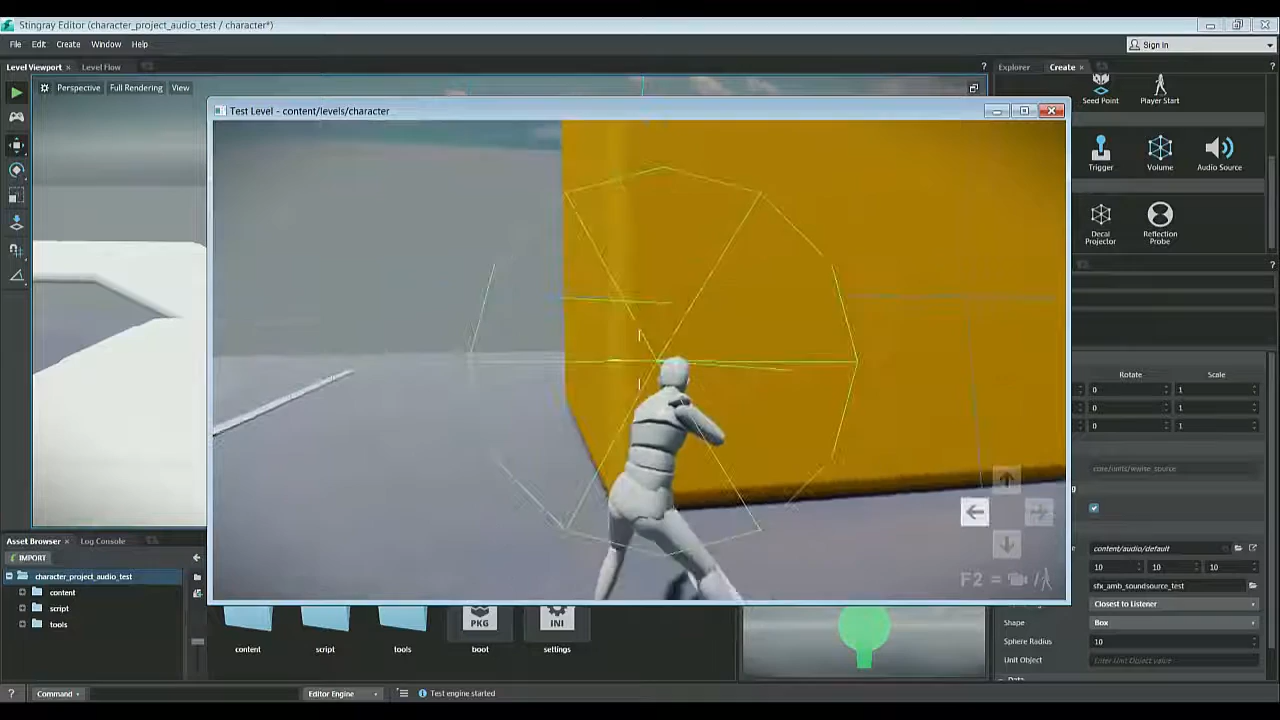 Stingray Editor (character_project_audio_test / character*)
File Edit Create Window Help
Sign In
Level Viewport Level Flow
Explorer Create
Perspective Full Rendering View
Seed Point Player Start
Test Level - content/levels/character
Trigger Volume Audio Source
Decal Projector
Reflection Probe
Rotate Scale
0 1
0 1
0 1
core/units/wwise_source
content/audio/default
10 10 10
sfx_amb_soundsource_test
Closest to Listener
Shape Box
Sphere Radius 10
Unit Object Enter Unit Object value
F2 =
Asset Browser Log Console
IMPORT
character_project_audio_test
content
script
tools
PKG INI
content script tools boot settings
? Command Editor Engine Test engine started